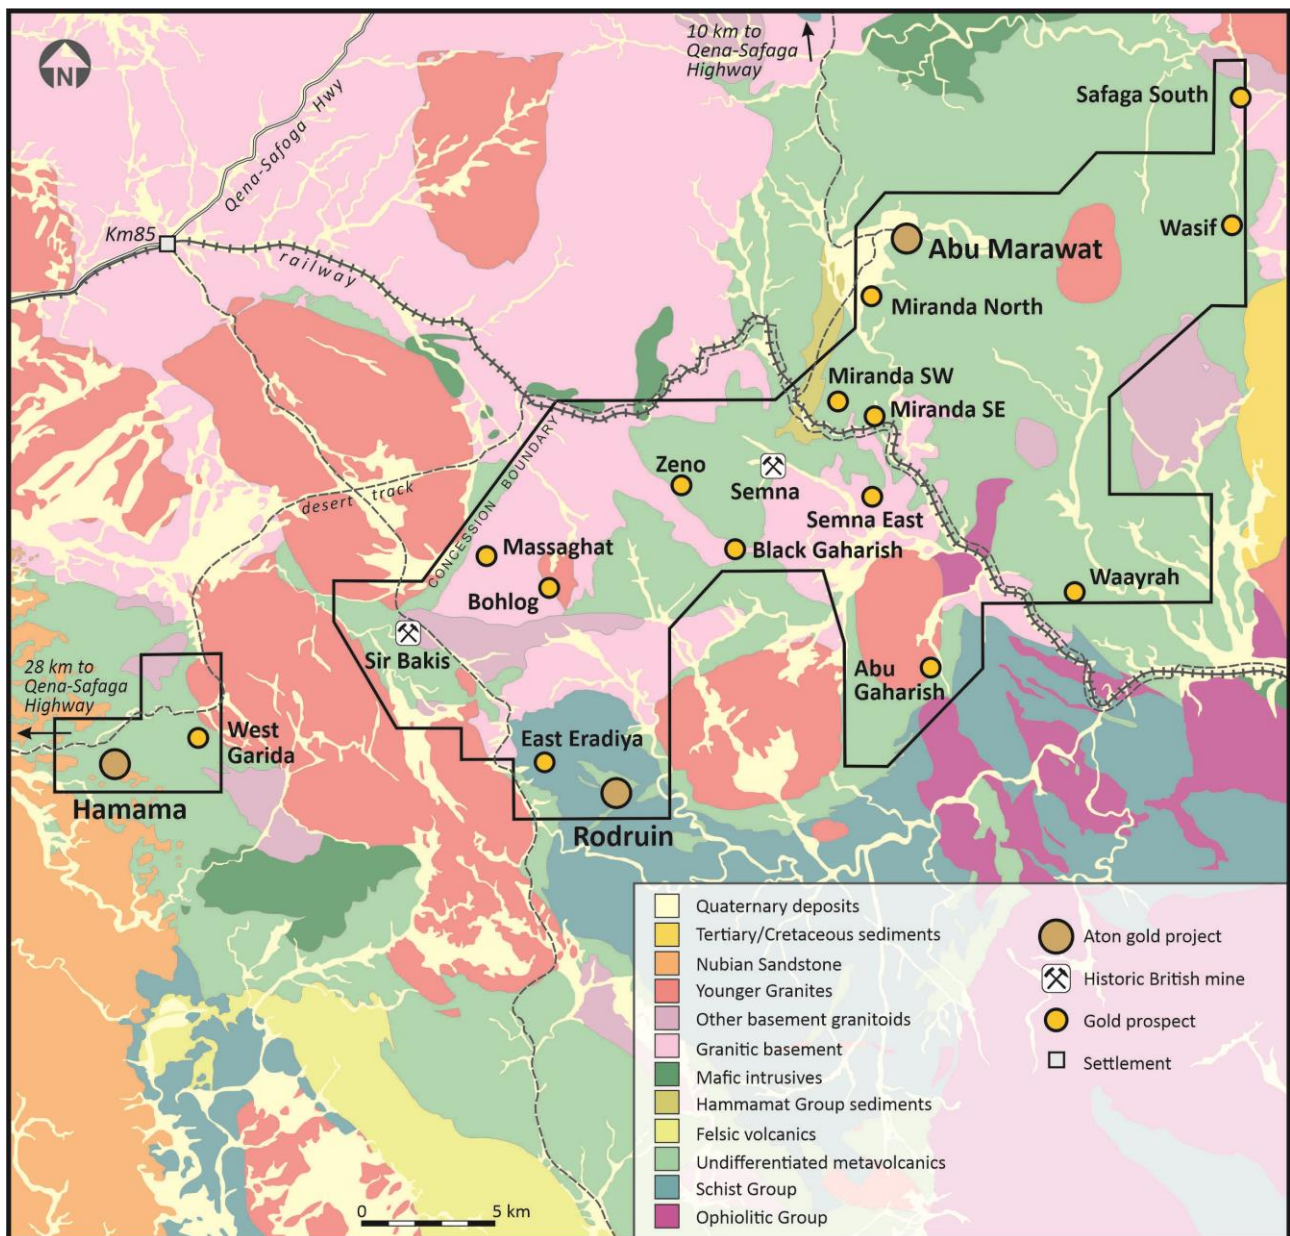 10 km to
Qena-Safaga
Highway
N
Qena-Safoga Hwy
Km85
railway
Safaga South
Wasif
Abu Marawat
Miranda North
Miranda SW
Miranda SE
CONCESSION BOUNDARY
desert track
Zeno
Semna
Semna East
Massaghat
Black Gaharish
Bohlog
Waayrah
Sir Bakis
28 km to
Qena-Safaga
Highway
Abu
Gaharish
West
Garida
East Eradiya
Hamama
Rodruin
Quaternary deposits
Tertiary/Cretaceous sediments
Nubian Sandstone
Younger Granites
Other basement granitoids
Granitic basement
Mafic intrusives
Hammamat Group sediments
Felsic volcanics
Undifferentiated metavolcanics
Schist Group
Ophiolitic Group
Aton gold project
Historic British mine
Gold prospect
Settlement
0 5 km